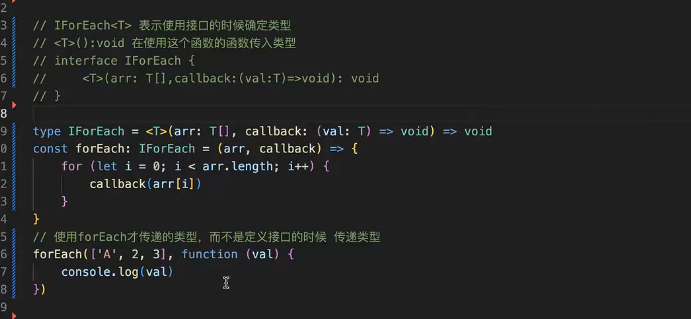 2
3 // IForEach<T> 表示使用接口的时候确定类型
4 // <T>():void 在使用这个函数的函数传入类型
5 // interface IForEach {
6 //     <T>(arr: T[],callback:(val:T)=>void): void
7 // }
8
9 type IForEach = <T>(arr: T[], callback: (val: T) => void) => void
0 const forEach: IForEach = (arr, callback) => {
1     for (let i = 0; i < arr.length; i++) {
2         callback(arr[i])
3     }
4 }
5 // 使用forEach才传递的类型，而不是定义接口的时候 传递类型
6 forEach(['A', 2, 3], function (val) {
7     console.log(val)
8 })
9